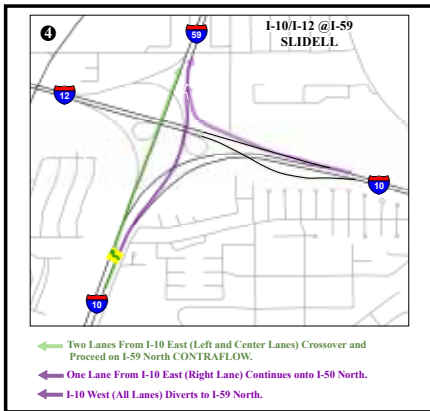 4
I-10/I-12 @I-59
SLIDELL
59
12
10
10
Two Lanes From I-10 East (Left and Center Lanes) Crossover and
Proceed on I-59 North CONTRAFLOW.
One Lane From I-10 East (Right Lane) Continues onto I-50 North.
I-10 West (All Lanes) Diverts to I-59 North.